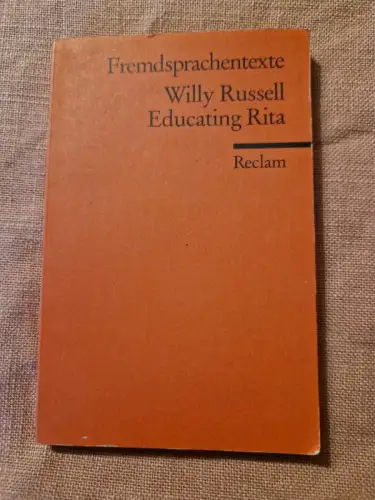 Fremdsprachentexte
Willy Russell
Educating Rita
Reclam